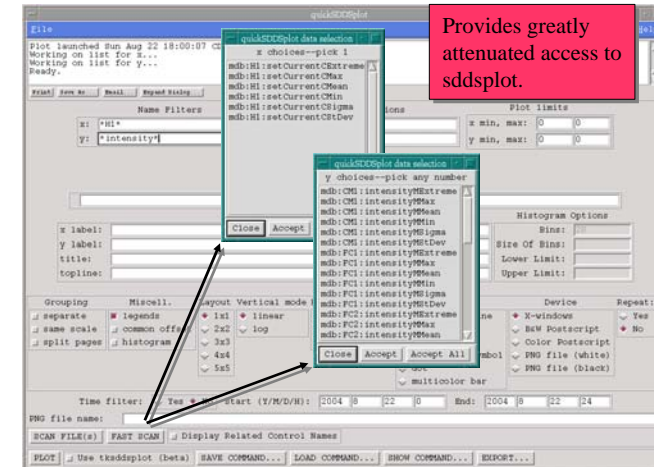 quickSDDSplot
File
Help
Provides greatly
attenuated access to
sddsplot.
Plot launched Sun Aug 22 18:00:07 CD
Working on list for x...
Working on list for y...
Ready.
Print Save As ... Email ... Expand Dialog ...
Name Filters
x: *H1*
y: *intensity*
Plot limits
x min, max: 0 0
y min, max: 0 0
quickSDDSplot data selection
x choices--pick 1
mdb:H1:setCurrentCExtreme
mdb:H1:setCurrentCMax
mdb:H1:setCurrentCMean
mdb:H1:setCurrentCMin
mdb:H1:setCurrentCSigma
mdb:H1:setCurrentCStDev
Close Accept
quickSDDSplot data selection
y choices--pick any number
mdb:CM1:intensityMExtreme
mdb:CM1:intensityMMax
mdb:CM1:intensityMMean
mdb:CM1:intensityMMin
mdb:CM1:intensityMSigma
mdb:CM1:intensityMStDev
mdb:FC1:intensityMExtreme
mdb:FC1:intensityMMax
mdb:FC1:intensityMMean
mdb:FC1:intensityMMin
mdb:FC1:intensityMSigma
mdb:FC1:intensityMStDev
mdb:FC2:intensityMExtreme
mdb:FC2:intensityMMax
mdb:FC2:intensityMMean
Close Accept Accept All
x label:
y label:
title:
topline:
Histogram Options
Bins: 20
Size Of Bins:
Lower Limit:
Upper Limit:
Grouping Miscell. Layout Vertical mode Device Repeat:
separate legends 1x1 linear X-windows Yes
same scale common offset 2x2 log B&W Postscript No
split pages histogram 3x3 Color Postscript
4x4 PNG file (white)
5x5 dot PNG file (black)
multicolor bar
Time filter: Yes No Start (Y/M/D/H): 2004 8 22 0 End: 2004 8 22 24
PNG file name:
SCAN FILE(s) FAST SCAN Display Related Control Names
PLOT Use tksddsplot (beta) SAVE COMMAND... LOAD COMMAND... SHOW COMMAND... EXPORT...